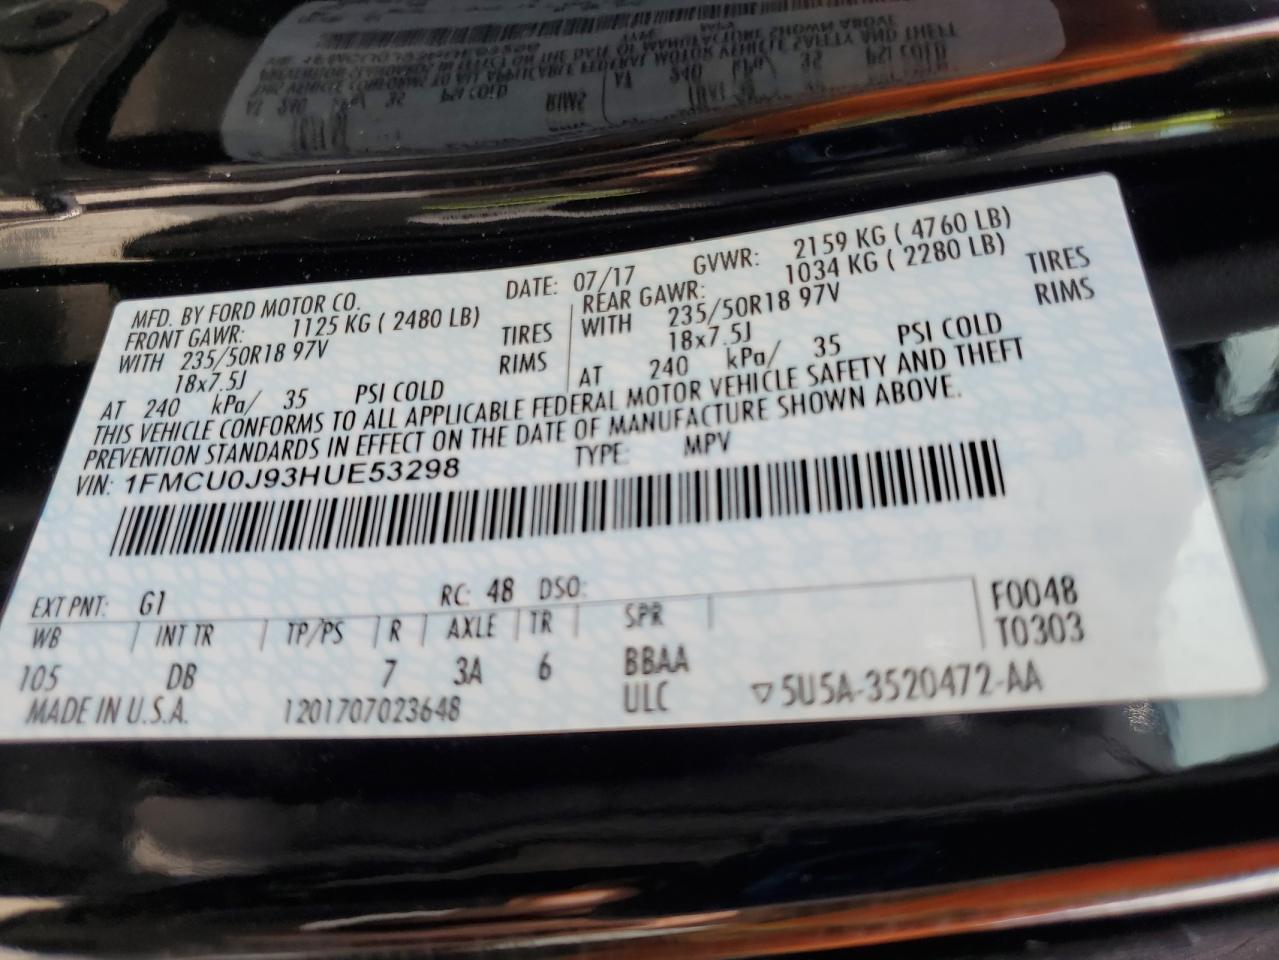 MFD. BY FORD MOTOR CO. DATE: 07/17 GVWR: 2159 KG ( 4760 LB)
FRONT GAWR: 1125 KG ( 2480 LB) REAR GAWR: 1034 KG ( 2280 LB)
WITH 235/50R18 97V TIRES WITH 235/50R18 97V TIRES
18x7.5J RIMS 18x7.5J RIMS
AT 240 kPa/ 35 PSI COLD AT 240 kPa/ 35 PSI COLD
THIS VEHICLE CONFORMS TO ALL APPLICABLE FEDERAL MOTOR VEHICLE SAFETY AND THEFT
PREVENTION STANDARDS IN EFFECT ON THE DATE OF MANUFACTURE SHOWN ABOVE.
VIN: 1FMCU0J93HUE53298 TYPE: MPV
EXT PNT: G1 RC: 48 DSO: F0048
WB INT TR TP/PS R AXLE TR SPR T0303
105 DB 7 3A 6 BBAA
MADE IN U.S.A. 1201707023648 ULC ▽5U5A-3520472-AA